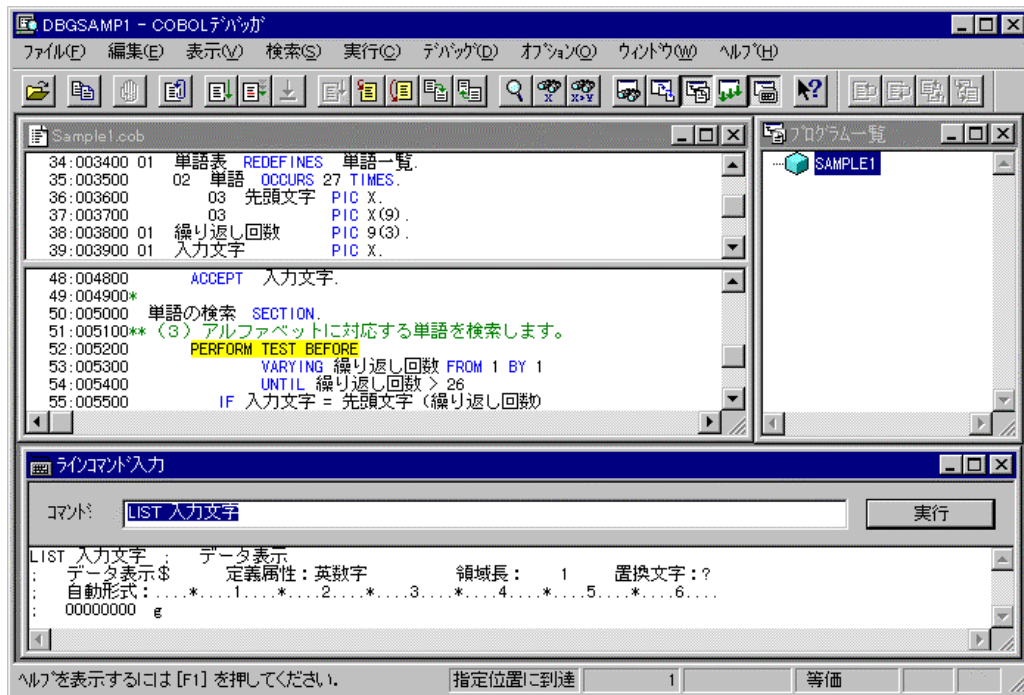 DBGSAMP1 - COBOLデバッガ
ファイル(F) 編集(E) 表示(V) 検索(S) 実行(C) デバッグ(D) オプション(O) ウィンドウ(W) ヘルプ(H)
Sample1.cob
34:003400 01 単語表 REDEFINES 単語一覧.
35:003500 02 単語 OCCURS 27 TIMES.
36:003600 03 先頭文字 PIC X.
37:003700 03 PIC X(9).
38:003800 01 繰り返し回数 PIC 9(3).
39:003900 01 入力文字 PIC X.
48:004800 ACCEPT 入力文字.
49:004900*
50:005000 単語の検索 SECTION.
51:005100** (3) アルファベットに対応する単語を検索します。
52:005200 PERFORM TEST BEFORE
53:005300 VARYING 繰り返し回数 FROM 1 BY 1
54:005400 UNTIL 繰り返し回数 > 26
55:005500 IF 入力文字 = 先頭文字 (繰り返し回数)
プログラム一覧
SAMPLE1
ラインコマンド入力
コマンド: LIST 入力文字 実行
LIST 入力文字 ; データ表示
; データ表示$ 定義属性:英数字 領域長: 1 置換文字:?
; 自動形式:....*....1....*....2....*....3....*....4....*....5....*....6....
; 00000000 g
ヘルプを表示するには [F1] を押してください. 指定位置に到達 1 等価